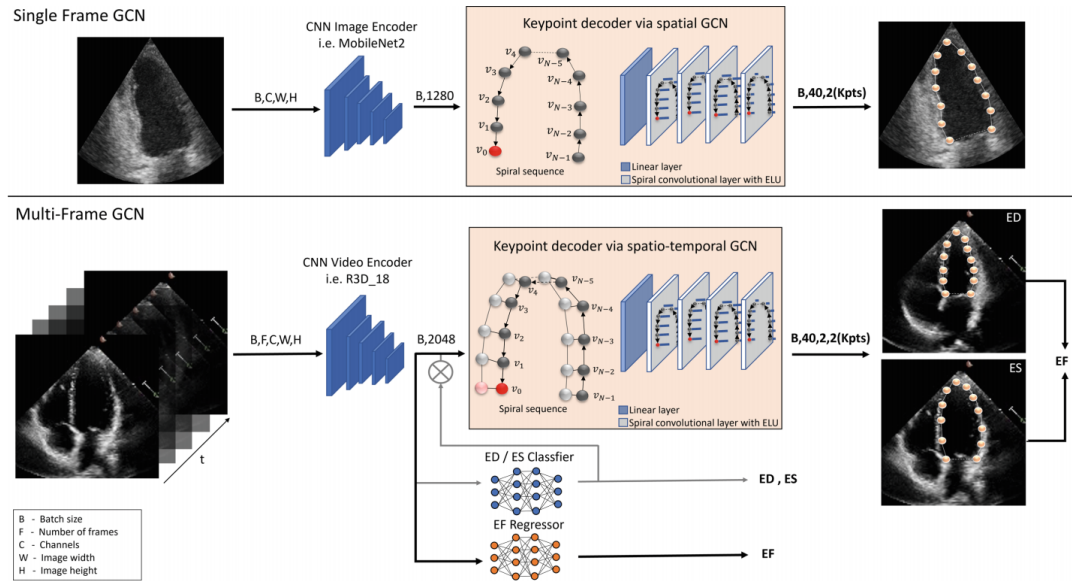 Single Frame GCN
CNN Image Encoder
i.e. MobileNet2
B,C,W,H
B,1280
Keypoint decoder via spatial GCN
v4
vN−5
v3
vN−4
v2
vN−3
v1
vN−2
v0
vN−1
Spiral sequence
Linear layer
Spiral convolutional layer with ELU
B,40,2(Kpts)
Multi-Frame GCN
CNN Video Encoder
i.e. R3D_18
B,F,C,W,H
t
B,2048
Keypoint decoder via spatio-temporal GCN
vN−5
v4
v3
vN−4
v2
vN−3
v1
vN−2
v0
vN−1
Spiral sequence
Linear layer
Spiral convolutional layer with ELU
B,40,2,2(Kpts)
ED
EF
ES
ED / ES Classfier
ED , ES
EF Regressor
EF
B - Batch size
F - Number of frames
C - Channels
W - Image width
H - Image height